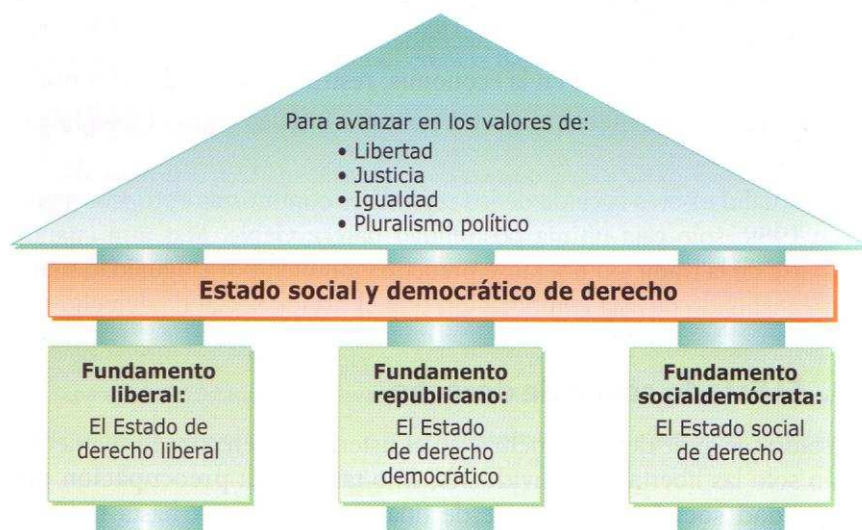 Para avanzar en los valores de:
• Libertad
• Justicia
• Igualdad
• Pluralismo político
Estado social y democrático de derecho
Fundamento
liberal:
El Estado de
derecho liberal
Fundamento
republicano:
El Estado
de derecho
democrático
Fundamento
socialdemócrata:
El Estado social
de derecho